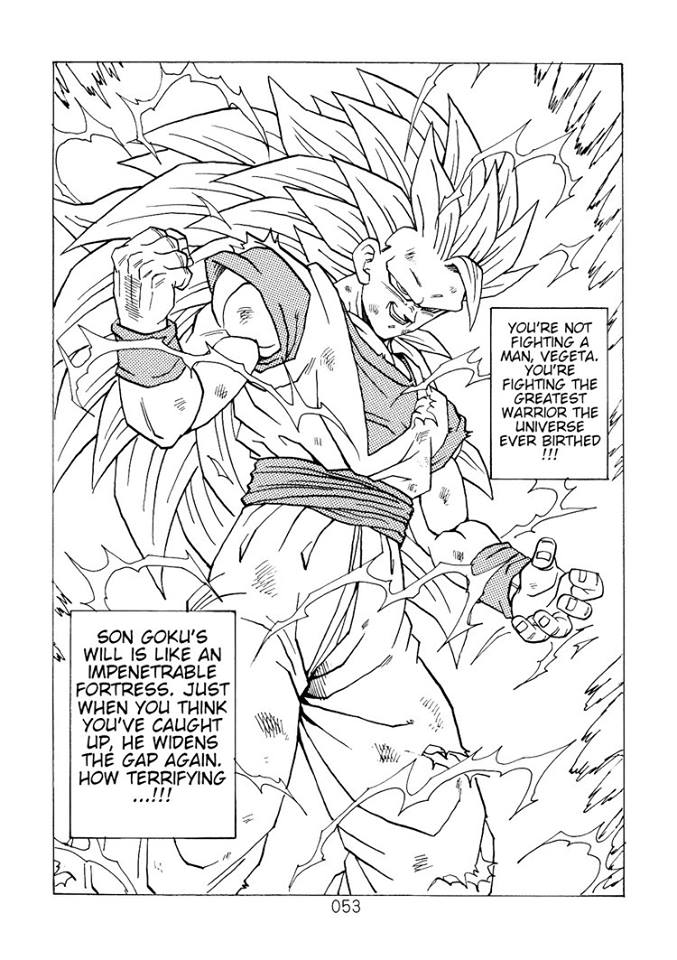 YOU'RE NOT
FIGHTING A
MAN, VEGETA.
YOU'RE
FIGHTING THE
GREATEST
WARRIOR THE
UNIVERSE
EVER BIRTHED
!!!
SON GOKU'S
WILL IS LIKE AN
IMPENETRABLE
FORTRESS. JUST
WHEN YOU THINK
YOU'VE CAUGHT
UP, HE WIDENS
THE GAP AGAIN.
HOW TERRIFYING
...!!!
053